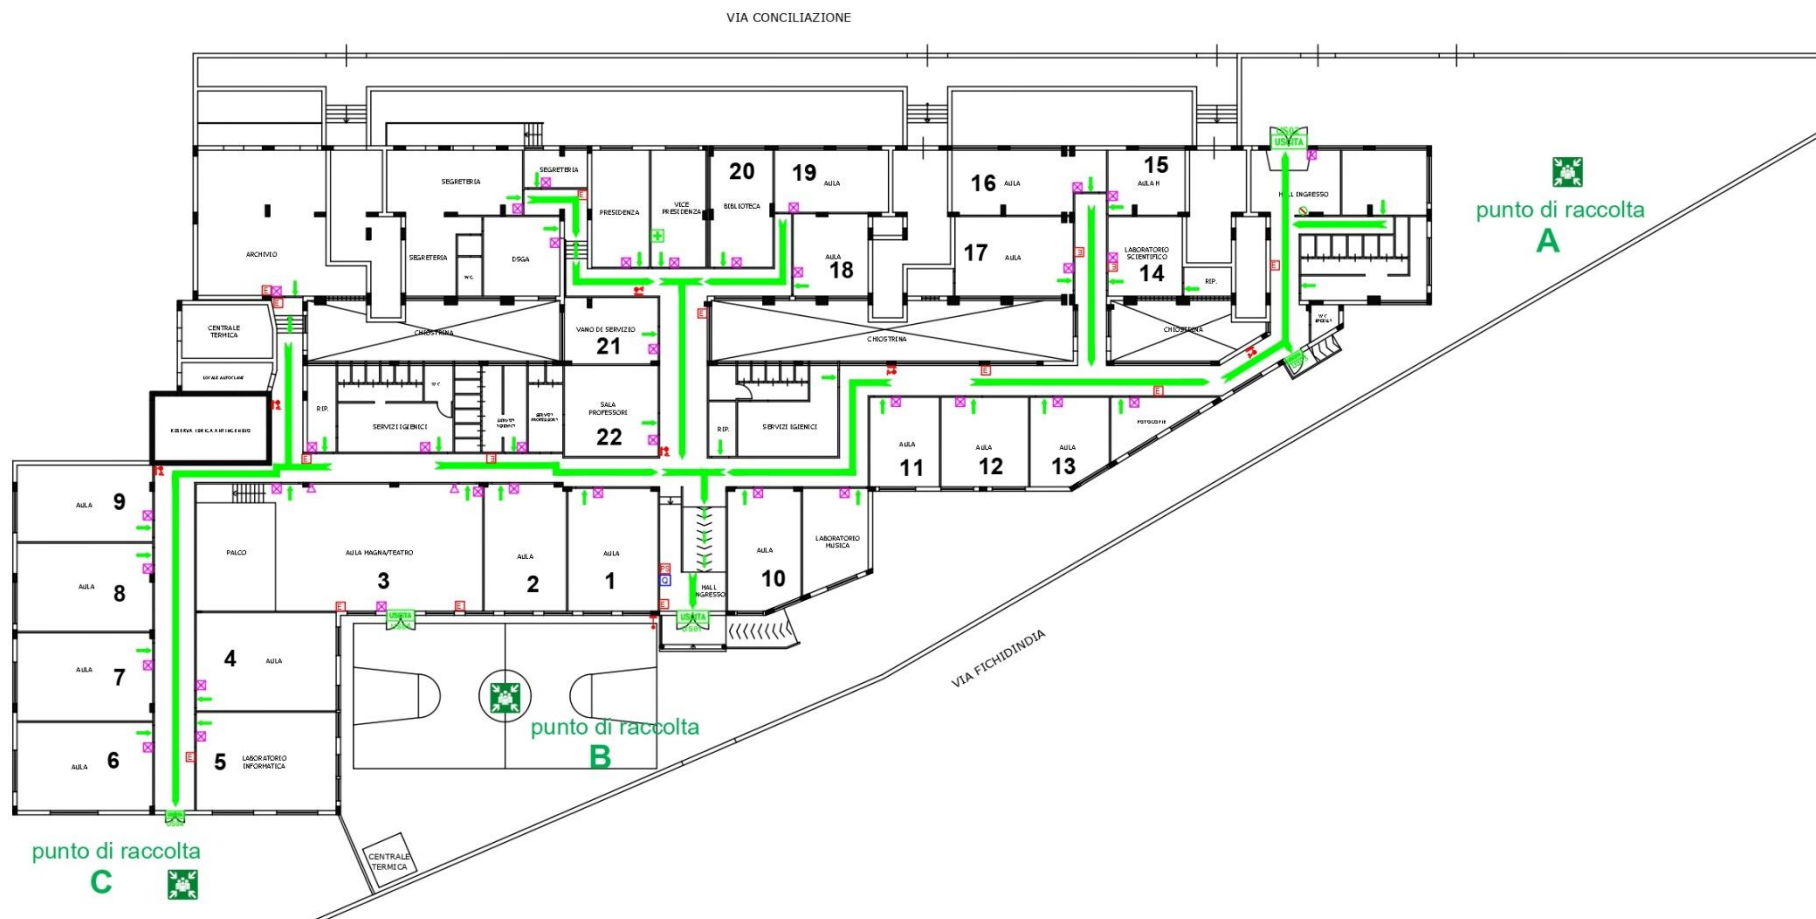 VIA CONCILIAZIONE
USCITA
punto di raccolta
A
SEGRETERIA
SEGRETERIA
PRESIDENZA
VICE
PRESIDENZA
20
BIBLIOTECA
19
AULA
16
AULA
15
AULA H
HALL INGRESSO
ARCHIVIO
SEGRETERIA
W.C.
DSGA
AULA
18
17
AULA
LABORATORIO
SCIENTIFICO
14
RIP.
CENTRALE
TERMICA
CHIOSTRINA
VANO DI SERVIZIO
21
CHIOSTRINA
CHIOSTRINA
RIP.
W.C.
SERVIZI IGIENICI
SALA
PROFESSORI
22
RIP.
SERVIZI IGIENICI
RISERVA IDRICA ANTINCENDIO
AULA
11
AULA
12
AULA
13
FOTOCOPIE
AULA
9
PALCO
AULA MAGNA/TEATRO
3
AULA
2
AULA
1
AULA
10
LABORATORIO
MUSICA
HALL
INGRESSO
AULA
8
USCITA
USCITA
AULA
7
4
AULA
AULA
6
5
LABORATORIO
INFORMATICA
punto di raccolta
B
VIA FICHIDINDIA
punto di raccolta
C
CENTRALE
TERMICA